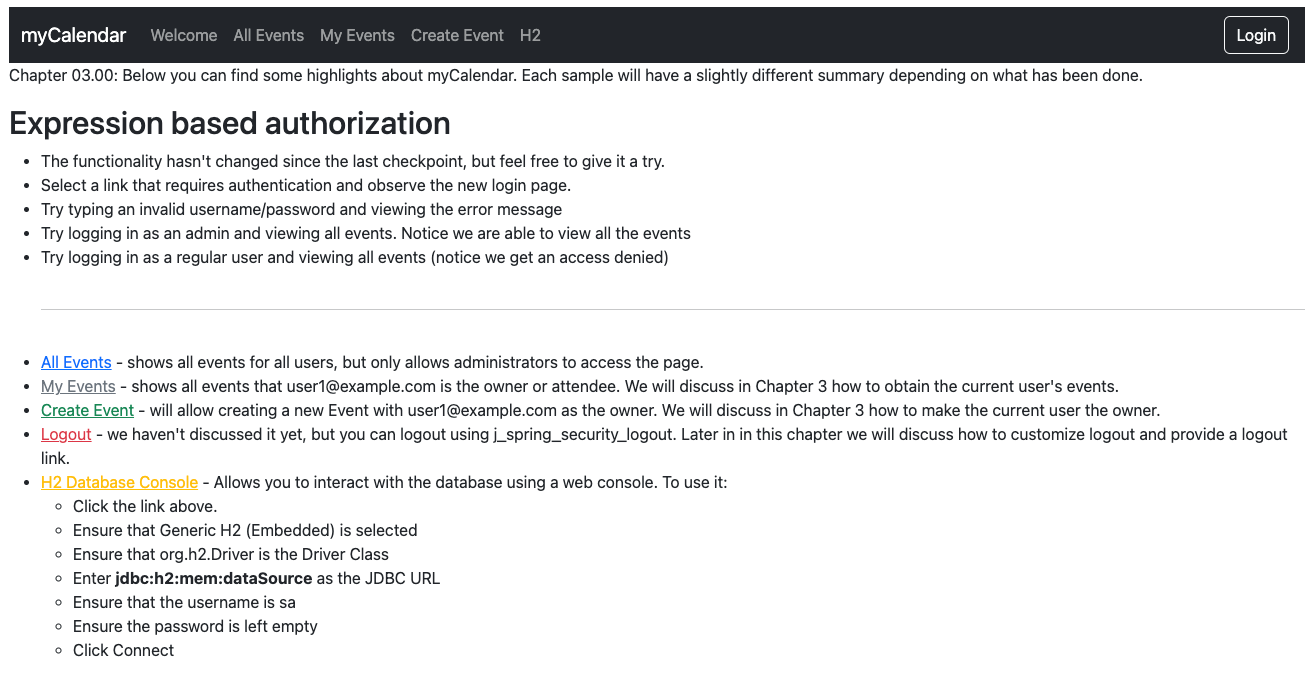 myCalendar Welcome All Events My Events Create Event H2 Login
Chapter 03.00: Below you can find some highlights about myCalendar. Each sample will have a slightly different summary depending on what has been done.
Expression based authorization
The functionality hasn't changed since the last checkpoint, but feel free to give it a try.
Select a link that requires authentication and observe the new login page.
Try typing an invalid username/password and viewing the error message
Try logging in as an admin and viewing all events. Notice we are able to view all the events
Try logging in as a regular user and viewing all events (notice we get an access denied)
All Events - shows all events for all users, but only allows administrators to access the page.
My Events - shows all events that user1@example.com is the owner or attendee. We will discuss in Chapter 3 how to obtain the current user's events.
Create Event - will allow creating a new Event with user1@example.com as the owner. We will discuss in Chapter 3 how to make the current user the owner.
Logout - we haven't discussed it yet, but you can logout using j_spring_security_logout. Later in in this chapter we will discuss how to customize logout and provide a logout
link.
H2 Database Console - Allows you to interact with the database using a web console. To use it:
Click the link above.
Ensure that Generic H2 (Embedded) is selected
Ensure that org.h2.Driver is the Driver Class
Enter jdbc:h2:mem:dataSource as the JDBC URL
Ensure that the username is sa
Ensure the password is left empty
Click Connect